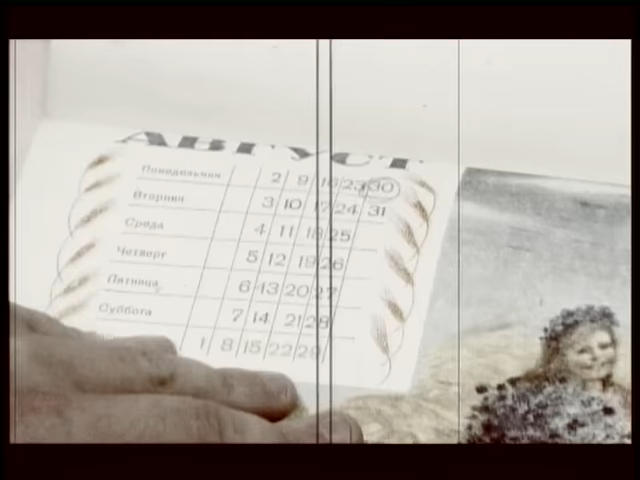 АВГУСТ
Понедельник 2 9 16 23 30
Вторник 3 10 17 24 31
Среда 4 11 18 25
Четверг 5 12 19 26
Пятница 6 13 20 27
Суббота 7 14 21 28
1 8 15 22 29